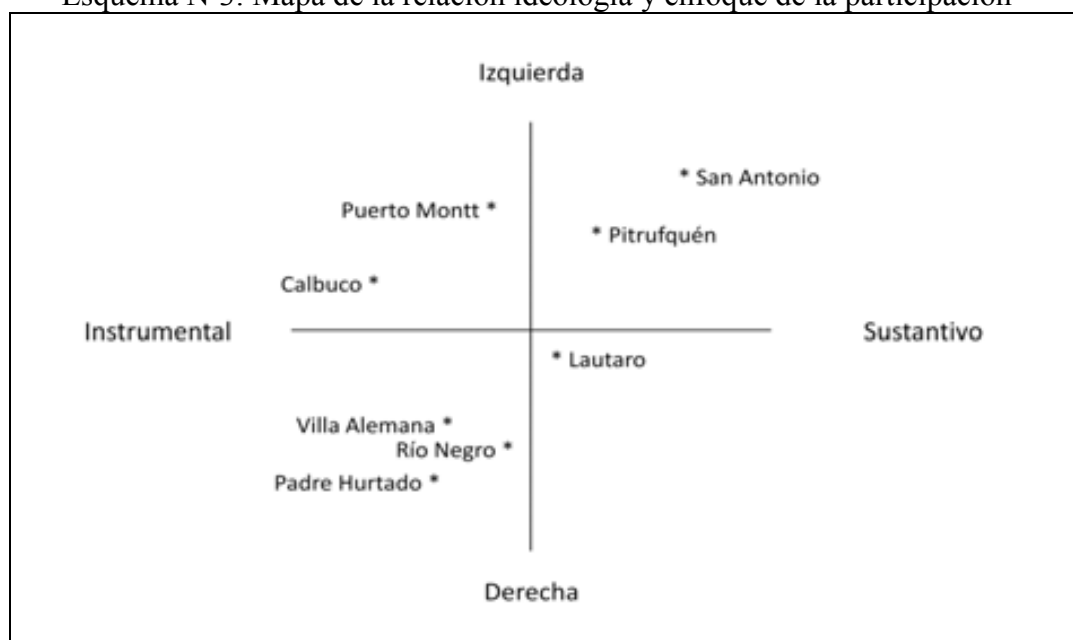 Esquema N°3: Mapa de la relación ideología y enfoque de la participación
Izquierda
* San Antonio
Puerto Montt *
* Pitrufquén
Calbuco *
Instrumental
Sustantivo
* Lautaro
Villa Alemana *
Río Negro *
Padre Hurtado *
Derecha